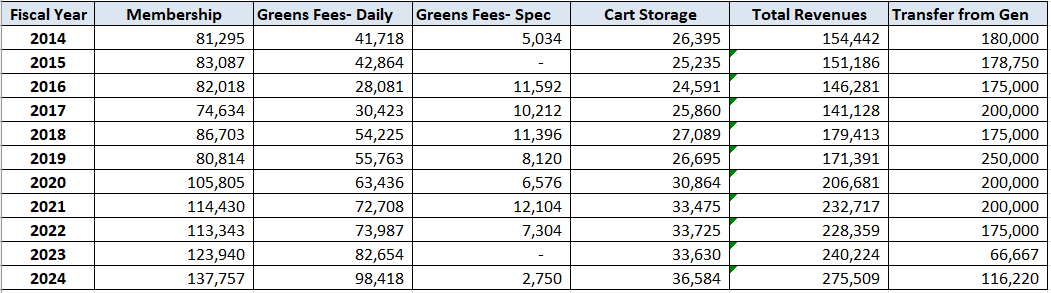 Fiscal Year Membership Greens Fees- Daily Greens Fees- Spec Cart Storage Total Revenues Transfer from Gen
2014 81,295 41,718 5,034 26,395 154,442 180,000
2015 83,087 42,864 - 25,235 151,186 178,750
2016 82,018 28,081 11,592 24,591 146,281 175,000
2017 74,634 30,423 10,212 25,860 141,128 200,000
2018 86,703 54,225 11,396 27,089 179,413 175,000
2019 80,814 55,763 8,120 26,695 171,391 250,000
2020 105,805 63,436 6,576 30,864 206,681 200,000
2021 114,430 72,708 12,104 33,475 232,717 200,000
2022 113,343 73,987 7,304 33,725 228,359 175,000
2023 123,940 82,654 - 33,630 240,224 66,667
2024 137,757 98,418 2,750 36,584 275,509 116,220